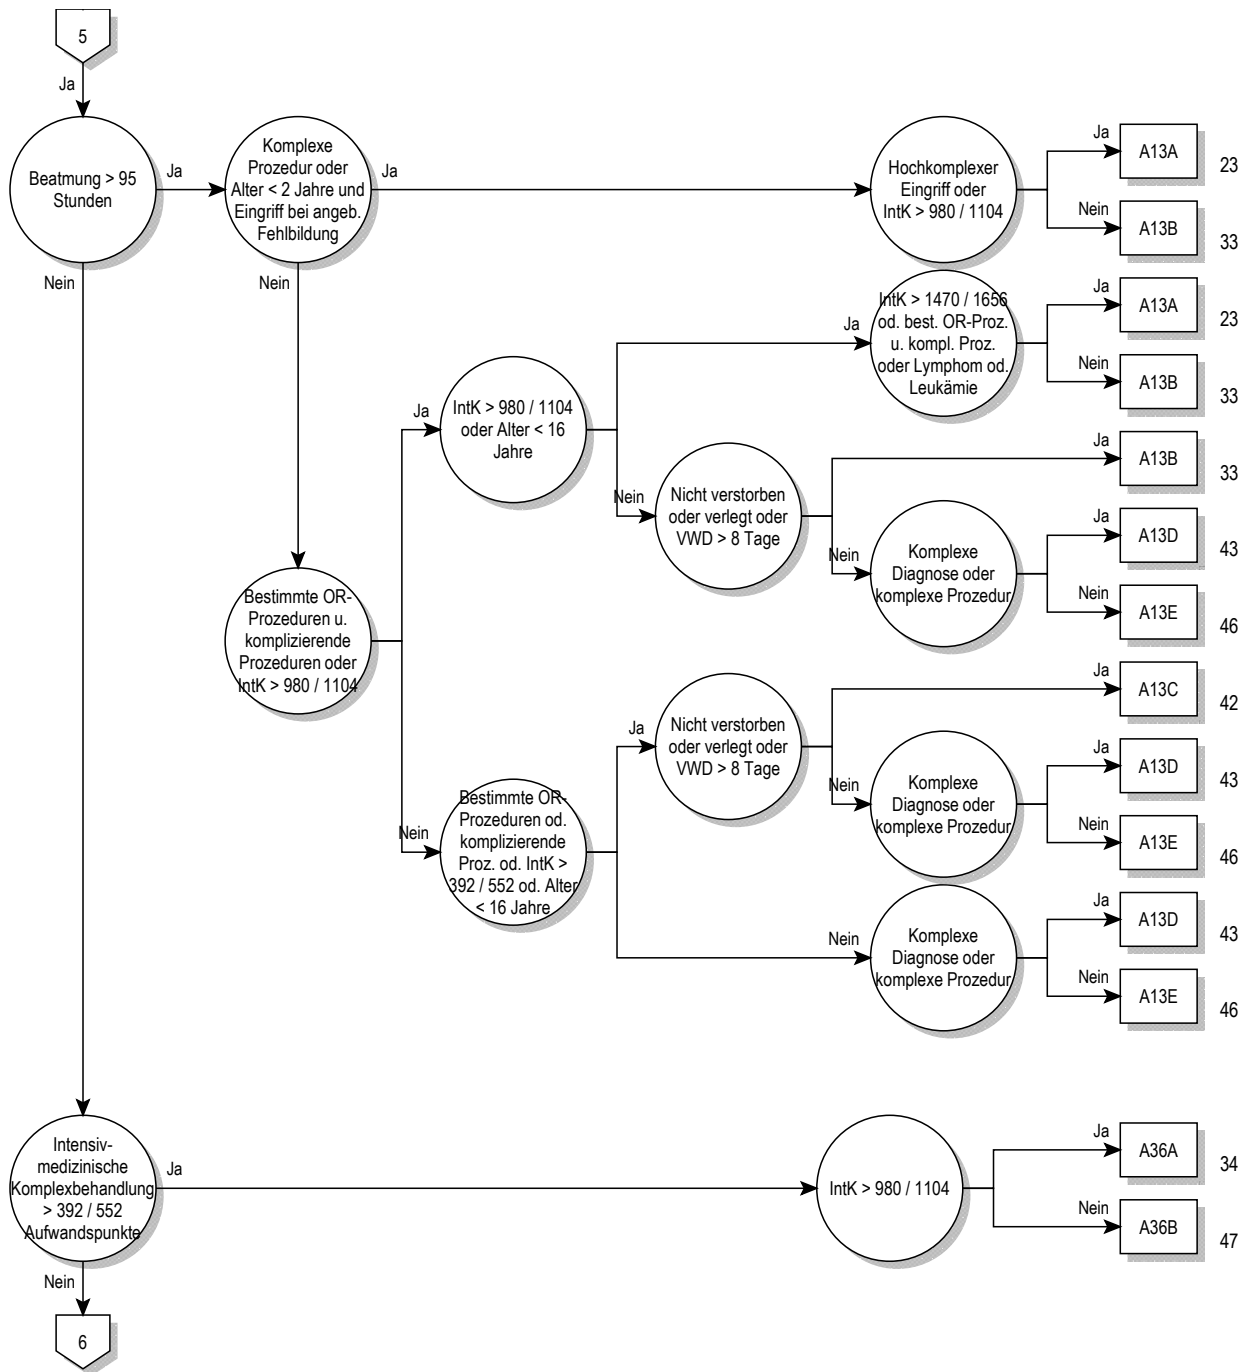 5
Ja
Beatmung > 95
Stunden
Ja
Komplexe
Prozedur oder
Alter < 2 Jahre und
Eingriff bei angeb.
Fehlbildung
Ja
Hochkomplexer
Eingriff oder
IntK > 980 / 1104
Ja
A13A
23
Nein
A13B
33
Nein
Nein
IntK > 1470 / 1656
od. best. OR-Proz.
u. kompl. Proz.
oder Lymphom od.
Leukämie
Ja
Ja
A13A
23
Nein
A13B
33
Ja
IntK > 980 / 1104
oder Alter < 16
Jahre
Nein
Nicht verstorben
oder verlegt oder
VWD > 8 Tage
Ja
A13B
33
Nein
Komplexe
Diagnose oder
komplexe Prozedur
Ja
A13D
43
Nein
A13E
46
Bestimmte OR-
Prozeduren u.
komplizierende
Prozeduren oder
IntK > 980 / 1104
Nein
Bestimmte OR-
Prozeduren od.
komplizierende
Proz. od. IntK >
392 / 552 od. Alter
< 16 Jahre
Ja
Nicht verstorben
oder verlegt oder
VWD > 8 Tage
Ja
A13C
42
Nein
Komplexe
Diagnose oder
komplexe Prozedur
Ja
A13D
43
Nein
A13E
46
Nein
Komplexe
Diagnose oder
komplexe Prozedur
Ja
A13D
43
Nein
A13E
46
Intensiv-
medizinische
Komplexbehandlung
> 392 / 552
Aufwandspunkte
Ja
IntK > 980 / 1104
Ja
A36A
34
Nein
A36B
47
Nein
6